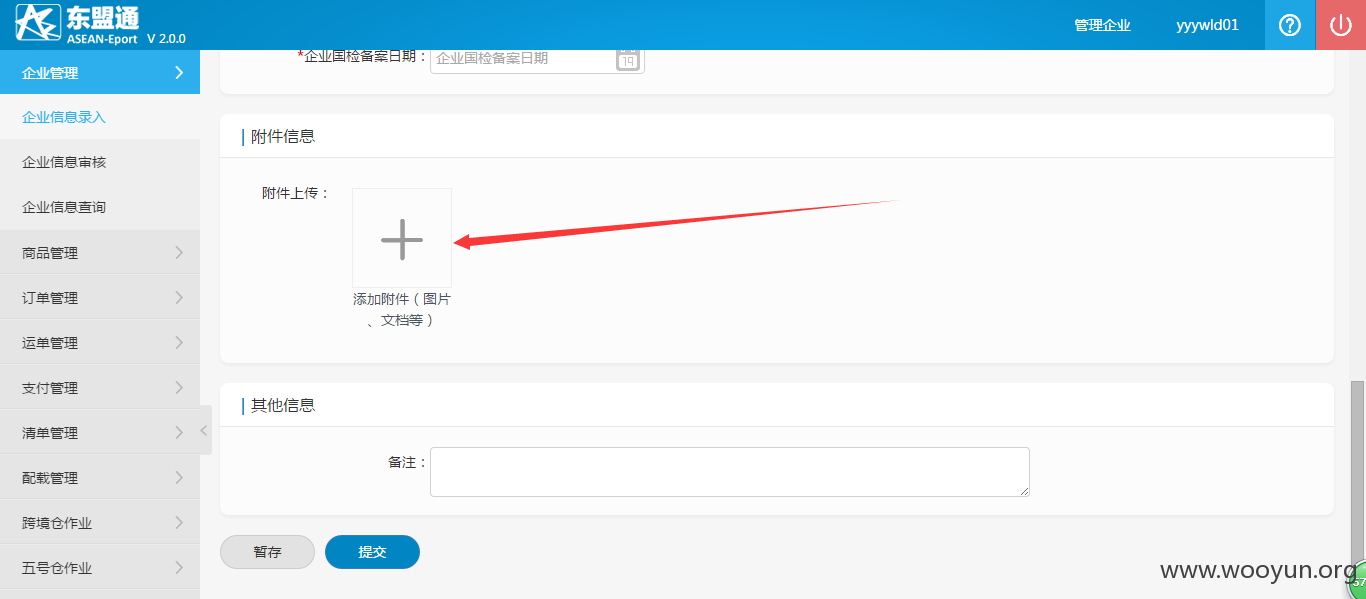 东盟通
ASEAN-Eport V 2.0.0
管理企业
yyywld01
企业管理
企业信息录入
企业信息审核
企业信息查询
商品管理
订单管理
运单管理
支付管理
清单管理
配载管理
跨境仓作业
五号仓作业
*企业国检备案日期：
企业国检备案日期
19
附件信息
附件上传：
添加附件（图片
、文档等）
其他信息
备注：
暂存
提交
www.wooyun.org